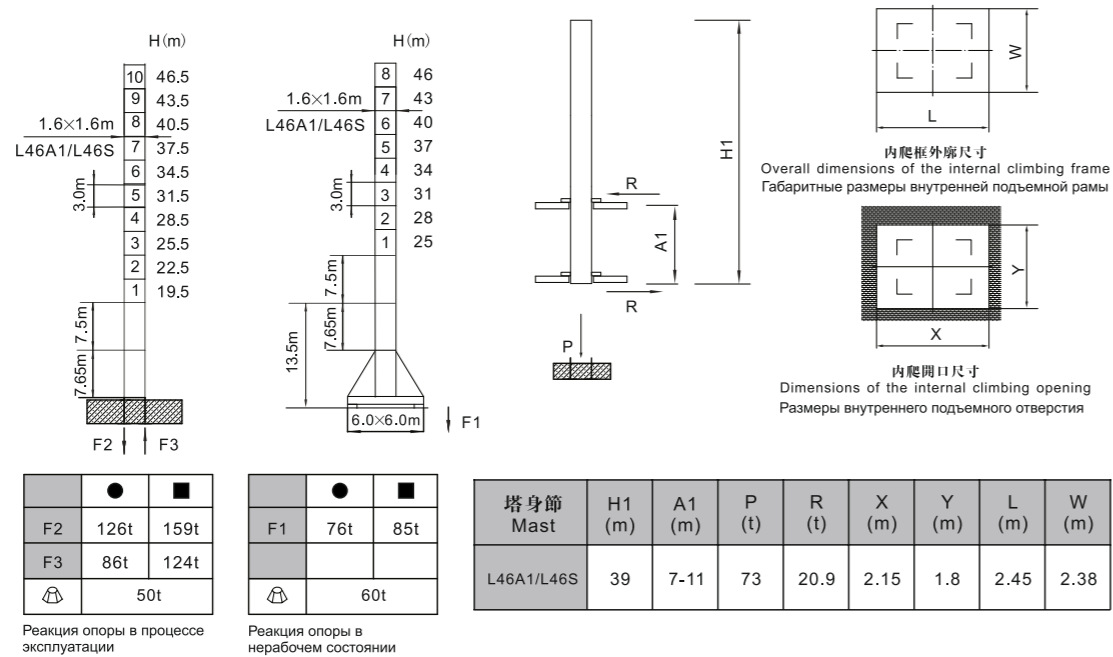 H(m)
10 46.5
9 43.5
8 40.5
7 37.5
6 34.5
5 31.5
4 28.5
3 25.5
2 22.5
1 19.5
1.6×1.6m
L46A1/L46S
3.0m
7.5m
7.65m
F2
F3
H(m)
8 46
7 43
6 40
5 37
4 34
3 31
2 28
1 25
1.6×1.6m
L46A1/L46S
3.0m
7.5m
7.65m
13.5m
6.0×6.0m
F1
H1
R
A1
R
P
W
L
内爬框外廓尺寸
Overall dimensions of the internal climbing frame
Габаритные размеры внутренней подъемной рамы
Y
X
内爬開口尺寸
Dimensions of the internal climbing opening
Размеры внутреннего подъемного отверстия
● ■
F2 126t 159t
F3 86t 124t
50t
Реакция опоры в процессе
эксплуатации
● ■
F1 76t 85t
60t
Реакция опоры в
нерабочем состоянии
塔身節 H1 A1 P R X Y L W
Mast (m) (m) (t) (t) (m) (m) (m) (m)
L46A1/L46S 39 7-11 73 20.9 2.15 1.8 2.45 2.38